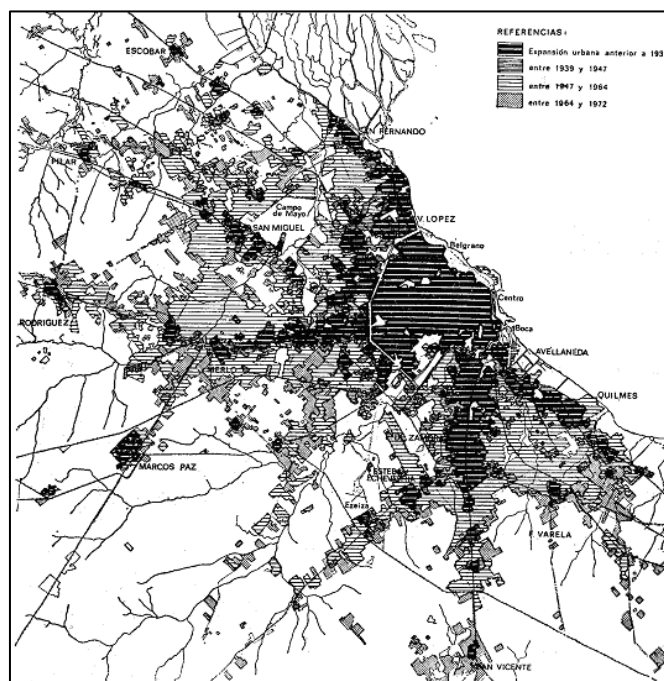 REFERENCIAS:
Expansión urbana anterior a 193
entre 1939 y 1947
entre 1947 y 1964
entre 1964 y 1972
ESCOBAR
SAN FERNANDO
PILAR
Campo
de Mayo
SAN MIGUEL
V. LOPEZ
Belgrano
Centro
RODRIGUEZ
Boca
AVELLANEDA
MERLO
QUILMES
MARCOS PAZ
ESTEBAN
ECHEVERRIA
Ezeiza
F. VARELA
SAN VICENTE